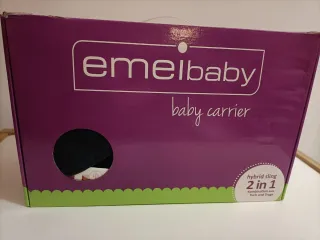 emeibaby
baby carrier
hybrid sling
2 in 1